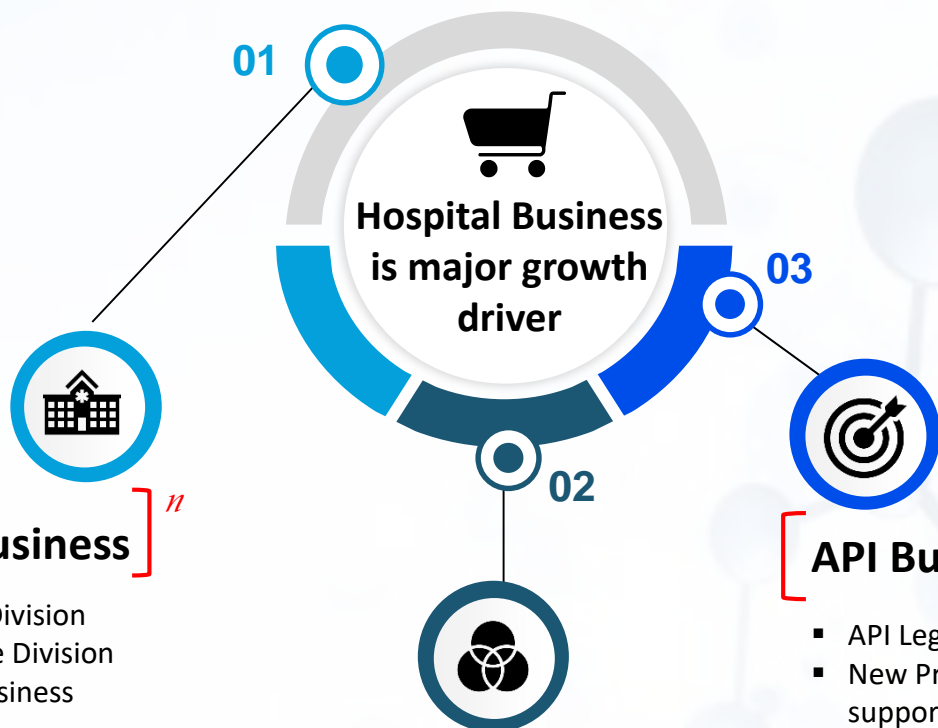 01
Hospital Business
is major growth
driver
03
02
n
usiness
Division
e Division
siness
API Bu
▪ API Leg
▪ New Pr
suppor